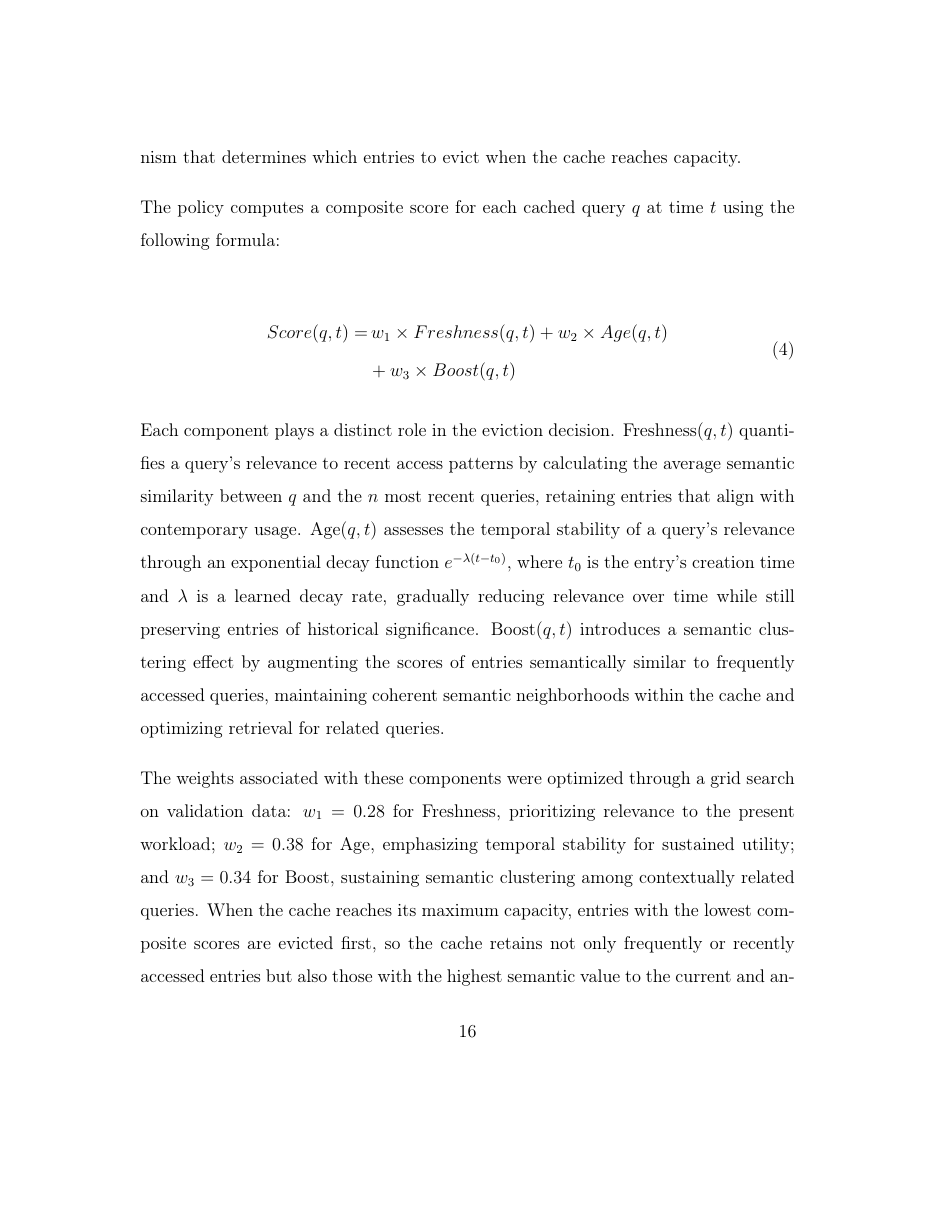 nism that determines which entries to evict when the cache reaches capacity.
The policy computes a composite score for each cached query q at time t using the
following formula:
Score(q, t) = w₁ × Freshness(q, t) + w₂ × Age(q, t)
+ w₃ × Boost(q, t)
(4)
Each component plays a distinct role in the eviction decision. Freshness(q, t) quanti-
fies a query's relevance to recent access patterns by calculating the average semantic
similarity between q and the n most recent queries, retaining entries that align with
contemporary usage. Age(q, t) assesses the temporal stability of a query's relevance
through an exponential decay function e^{−λ(t−t₀)}, where t₀ is the entry's creation time
and λ is a learned decay rate, gradually reducing relevance over time while still
preserving entries of historical significance. Boost(q, t) introduces a semantic clus-
tering effect by augmenting the scores of entries semantically similar to frequently
accessed queries, maintaining coherent semantic neighborhoods within the cache and
optimizing retrieval for related queries.
The weights associated with these components were optimized through a grid search
on validation data: w₁ = 0.28 for Freshness, prioritizing relevance to the present
workload; w₂ = 0.38 for Age, emphasizing temporal stability for sustained utility;
and w₃ = 0.34 for Boost, sustaining semantic clustering among contextually related
queries. When the cache reaches its maximum capacity, entries with the lowest com-
posite scores are evicted first, so the cache retains not only frequently or recently
accessed entries but also those with the highest semantic value to the current and an-
16